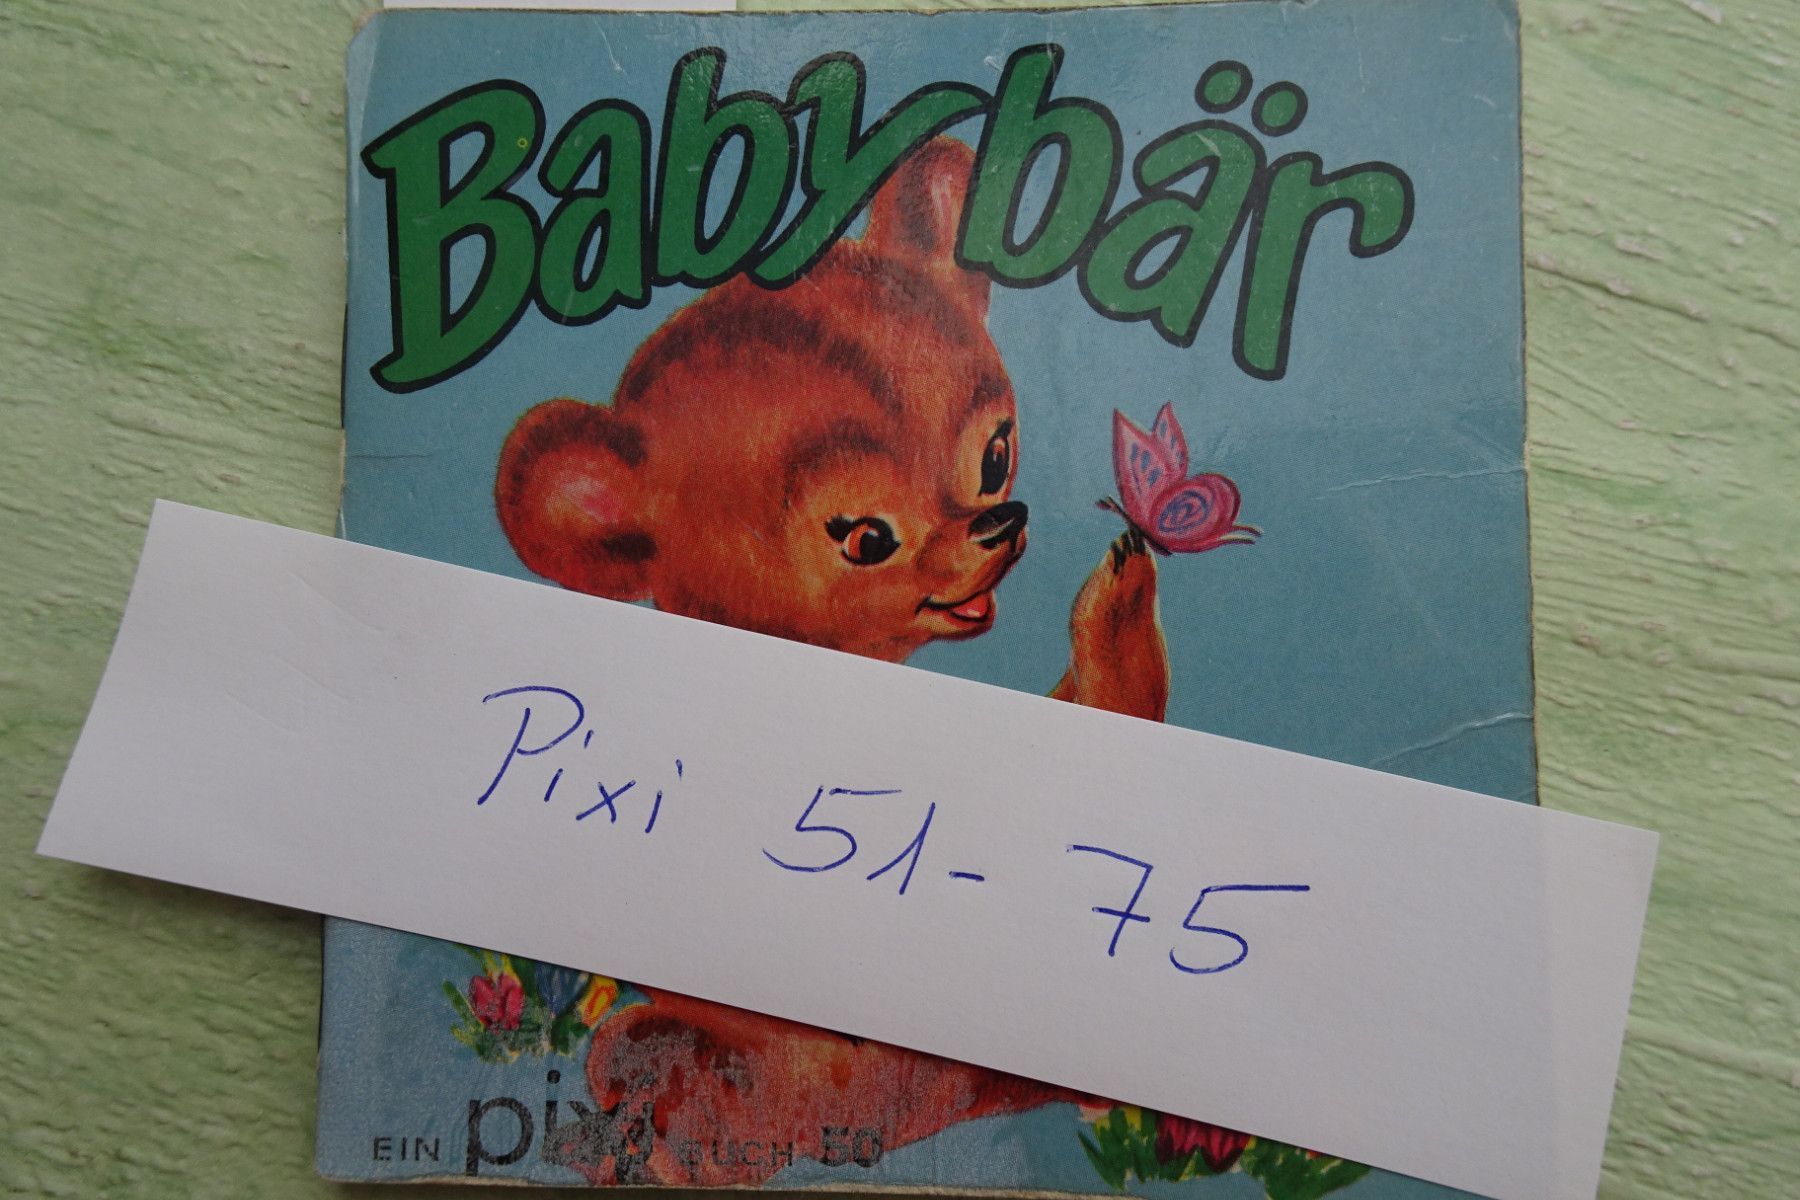 Babybär
Pixi 51-75
EIN pixi BUCH 50